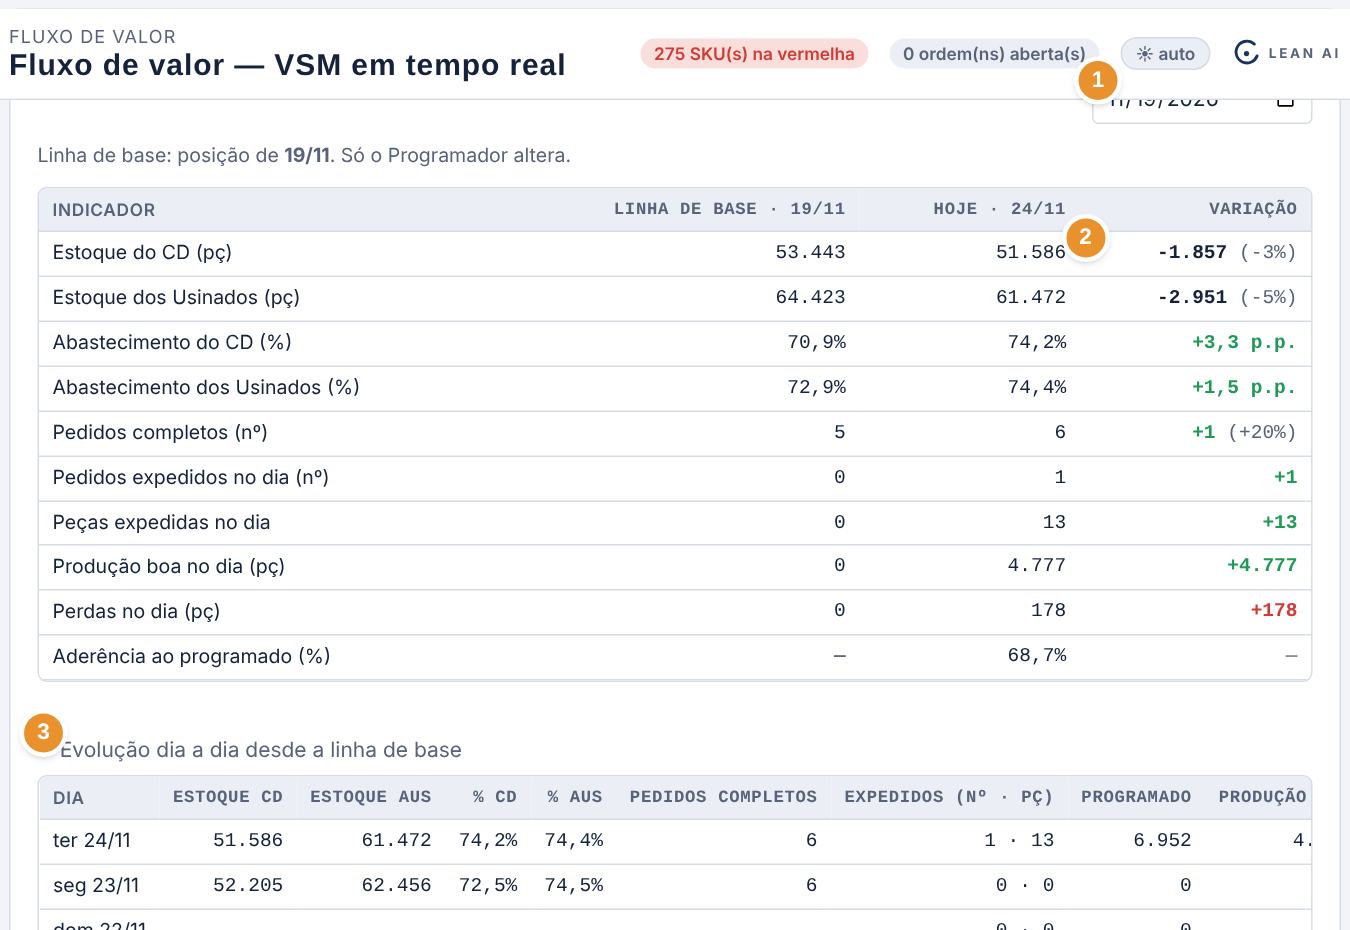 FLUXO DE VALOR
Fluxo de valor — VSM em tempo real
275 SKU(s) na vermelha
0 ordem(ns) aberta(s)
☀ auto
LEAN AI
1
Linha de base: posição de 19/11. Só o Programador altera.
INDICADOR LINHA DE BASE · 19/11 HOJE · 24/11 VARIAÇÃO
2
Estoque do CD (pç) 53.443 51.586 -1.857 (-3%)
Estoque dos Usinados (pç) 64.423 61.472 -2.951 (-5%)
Abastecimento do CD (%) 70,9% 74,2% +3,3 p.p.
Abastecimento dos Usinados (%) 72,9% 74,4% +1,5 p.p.
Pedidos completos (nº) 5 6 +1 (+20%)
Pedidos expedidos no dia (nº) 0 1 +1
Peças expedidas no dia 0 13 +13
Produção boa no dia (pç) 0 4.777 +4.777
Perdas no dia (pç) 0 178 +178
Aderência ao programado (%) — 68,7% —
3
Evolução dia a dia desde a linha de base
DIA ESTOQUE CD ESTOQUE AUS % CD % AUS PEDIDOS COMPLETOS EXPEDIDOS (Nº · PÇ) PROGRAMADO PRODUÇÃO
ter 24/11 51.586 61.472 74,2% 74,4% 6 1 · 13 6.952 4.
seg 23/11 52.205 62.456 72,5% 74,5% 6 0 · 0 0
dom 22/11 0 · 0 0